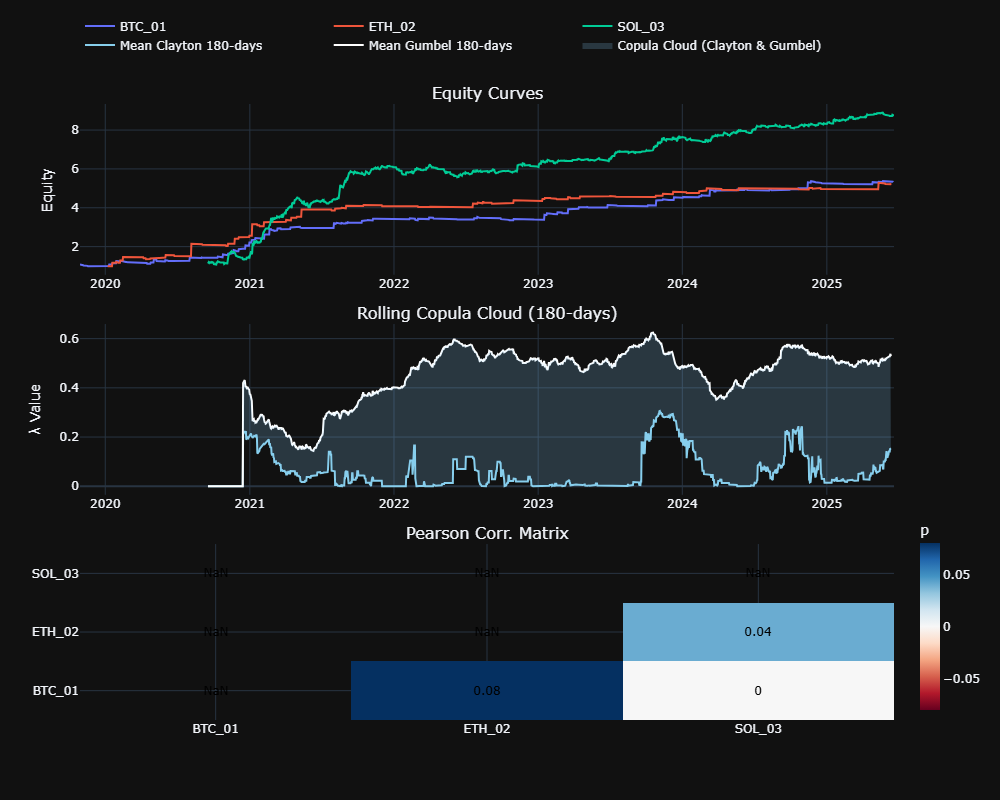 BTC_01 ETH_02 SOL_03
Mean Clayton 180-days Mean Gumbel 180-days Copula Cloud (Clayton & Gumbel)
Equity Curves
8
6
4
2
Equity
2020 2021 2022 2023 2024 2025
Rolling Copula Cloud (180-days)
0.6
0.4
0.2
0
λ Value
2020 2021 2022 2023 2024 2025
Pearson Corr. Matrix
p
SOL_03 NaN NaN NaN
0.05
ETH_02 NaN NaN 0.04
0
BTC_01 NaN 0.08 0
−0.05
BTC_01 ETH_02 SOL_03